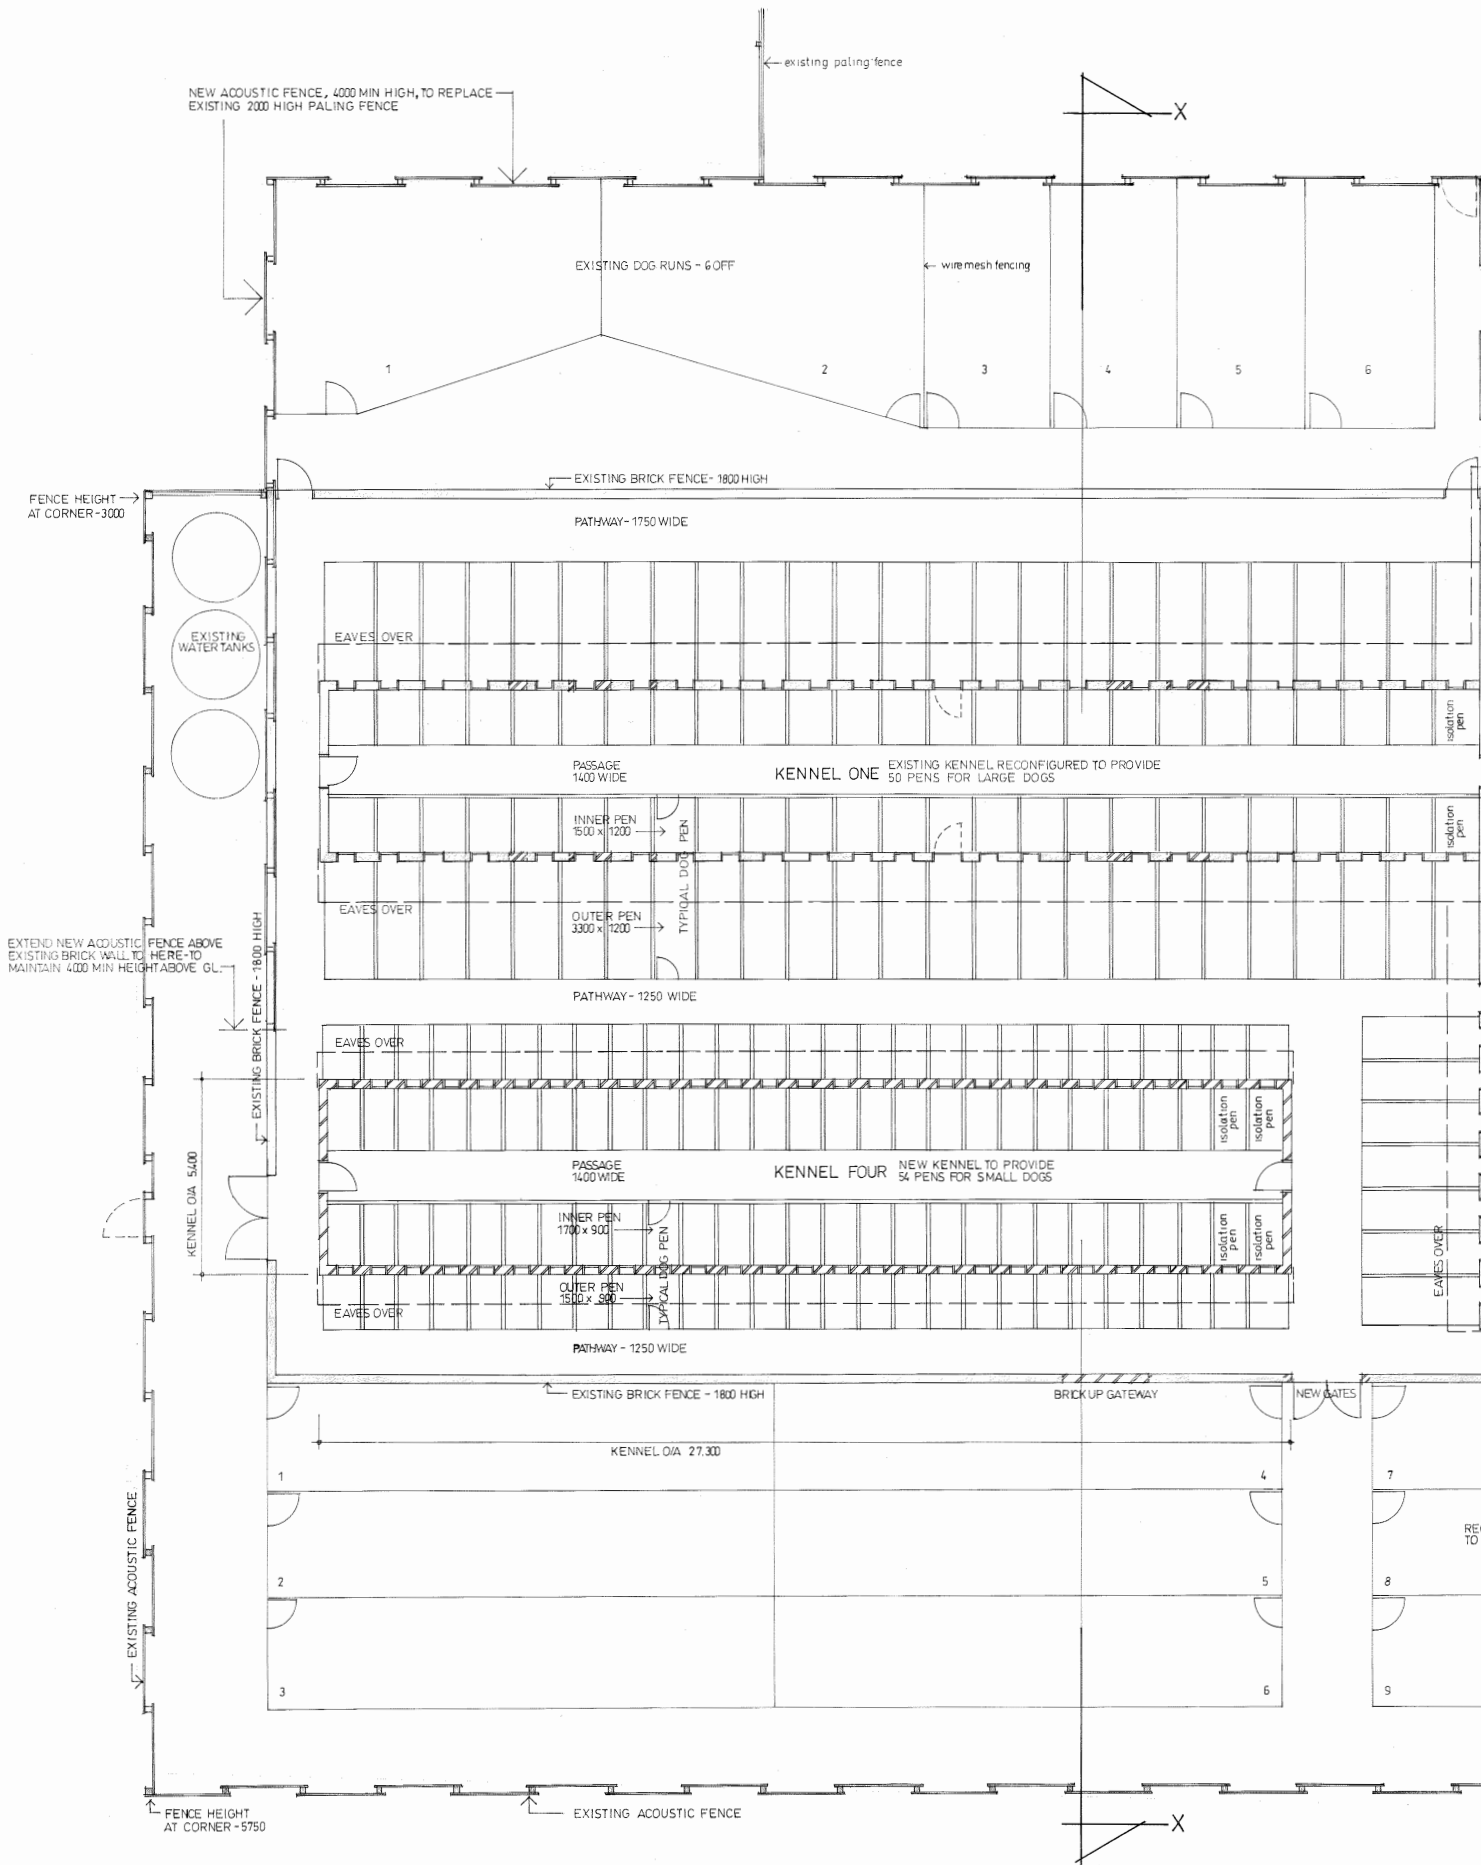 existing paling fence
NEW ACOUSTIC FENCE, 4000 MIN HIGH, TO REPLACE
EXISTING 2000 HIGH PALING FENCE
X
EXISTING DOG RUNS - 6 OFF
wire mesh fencing
1
2
3
4
5
6
EXISTING BRICK FENCE - 1800 HIGH
FENCE HEIGHT
AT CORNER - 3000
PATHWAY - 1750 WIDE
EXISTING
WATER TANKS
EAVES OVER
isolation
pen
PASSAGE
1400 WIDE
KENNEL ONE
EXISTING KENNEL RECONFIGURED TO PROVIDE
50 PENS FOR LARGE DOGS
INNER PEN
1500 x 1200
TYPICAL DOG PEN
isolation
pen
EAVES OVER
OUTER PEN
3300 x 1200
EXTEND NEW ACOUSTIC FENCE ABOVE
EXISTING BRICK WALL TO HERE - TO
MAINTAIN 4000 MIN HEIGHT ABOVE GL.
EXISTING BRICK FENCE - 1800 HIGH
PATHWAY - 1250 WIDE
EAVES OVER
isolation
pen
isolation
pen
KENNEL O/A 5.400
PASSAGE
1400 WIDE
KENNEL FOUR
NEW KENNEL TO PROVIDE
54 PENS FOR SMALL DOGS
INNER PEN
1700 x 900
TYPICAL DOG PEN
isolation
pen
isolation
pen
EAVES OVER
OUTER PEN
1500 x 900
EAVES OVER
PATHWAY - 1250 WIDE
EXISTING BRICK FENCE - 1800 HIGH
BRICK UP GATEWAY
NEW GATES
KENNEL O/A 27.300
1
4
7
EXISTING ACOUSTIC FENCE
TO
2
5
8
3
6
9
FENCE HEIGHT
AT CORNER - 5750
EXISTING ACOUSTIC FENCE
X